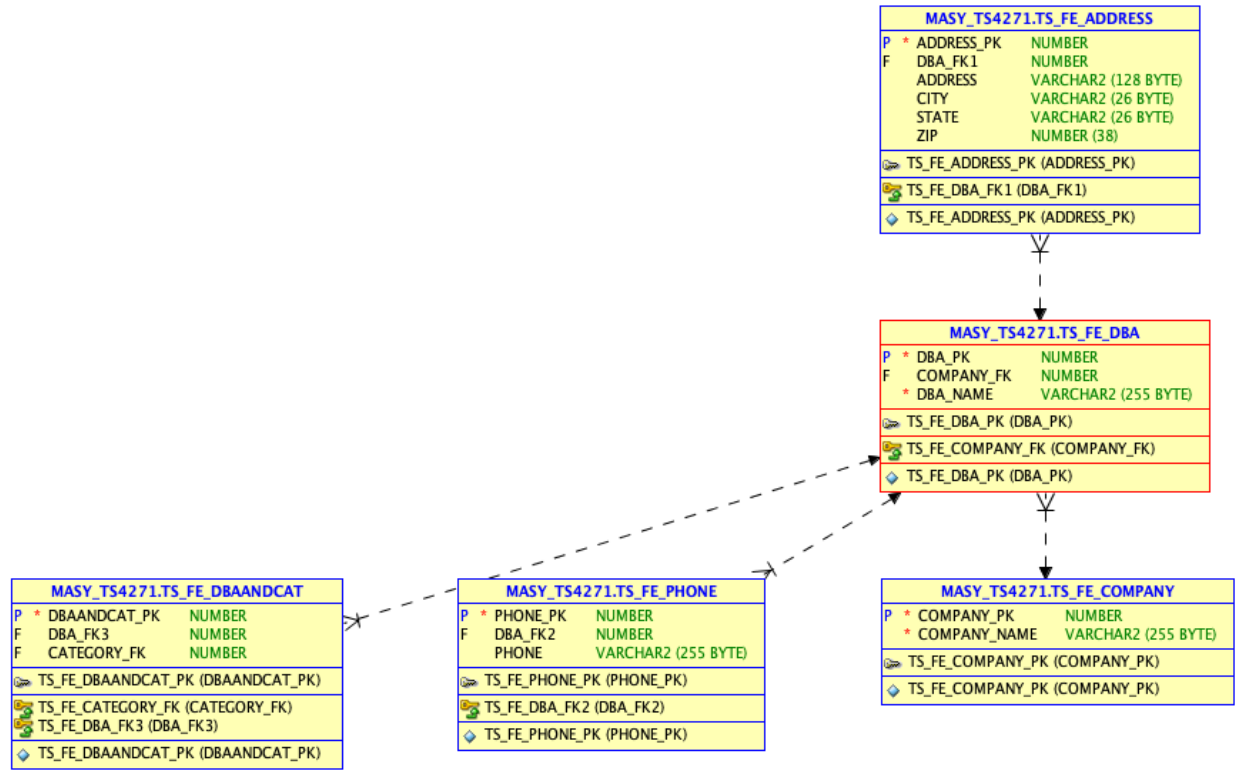 MASY_TS4271.TS_FE_ADDRESS
P * ADDRESS_PK NUMBER
F DBA_FK1 NUMBER
ADDRESS VARCHAR2 (128 BYTE)
CITY VARCHAR2 (26 BYTE)
STATE VARCHAR2 (26 BYTE)
ZIP NUMBER (38)
TS_FE_ADDRESS_PK (ADDRESS_PK)
TS_FE_DBA_FK1 (DBA_FK1)
TS_FE_ADDRESS_PK (ADDRESS_PK)
MASY_TS4271.TS_FE_DBA
P * DBA_PK NUMBER
F COMPANY_FK NUMBER
* DBA_NAME VARCHAR2 (255 BYTE)
TS_FE_DBA_PK (DBA_PK)
TS_FE_COMPANY_FK (COMPANY_FK)
TS_FE_DBA_PK (DBA_PK)
MASY_TS4271.TS_FE_DBAANDCAT
P * DBAANDCAT_PK NUMBER
F DBA_FK3 NUMBER
F CATEGORY_FK NUMBER
TS_FE_DBAANDCAT_PK (DBAANDCAT_PK)
TS_FE_CATEGORY_FK (CATEGORY_FK)
TS_FE_DBA_FK3 (DBA_FK3)
TS_FE_DBAANDCAT_PK (DBAANDCAT_PK)
MASY_TS4271.TS_FE_PHONE
P * PHONE_PK NUMBER
F DBA_FK2 NUMBER
PHONE VARCHAR2 (255 BYTE)
TS_FE_PHONE_PK (PHONE_PK)
TS_FE_DBA_FK2 (DBA_FK2)
TS_FE_PHONE_PK (PHONE_PK)
MASY_TS4271.TS_FE_COMPANY
P * COMPANY_PK NUMBER
* COMPANY_NAME VARCHAR2 (255 BYTE)
TS_FE_COMPANY_PK (COMPANY_PK)
TS_FE_COMPANY_PK (COMPANY_PK)